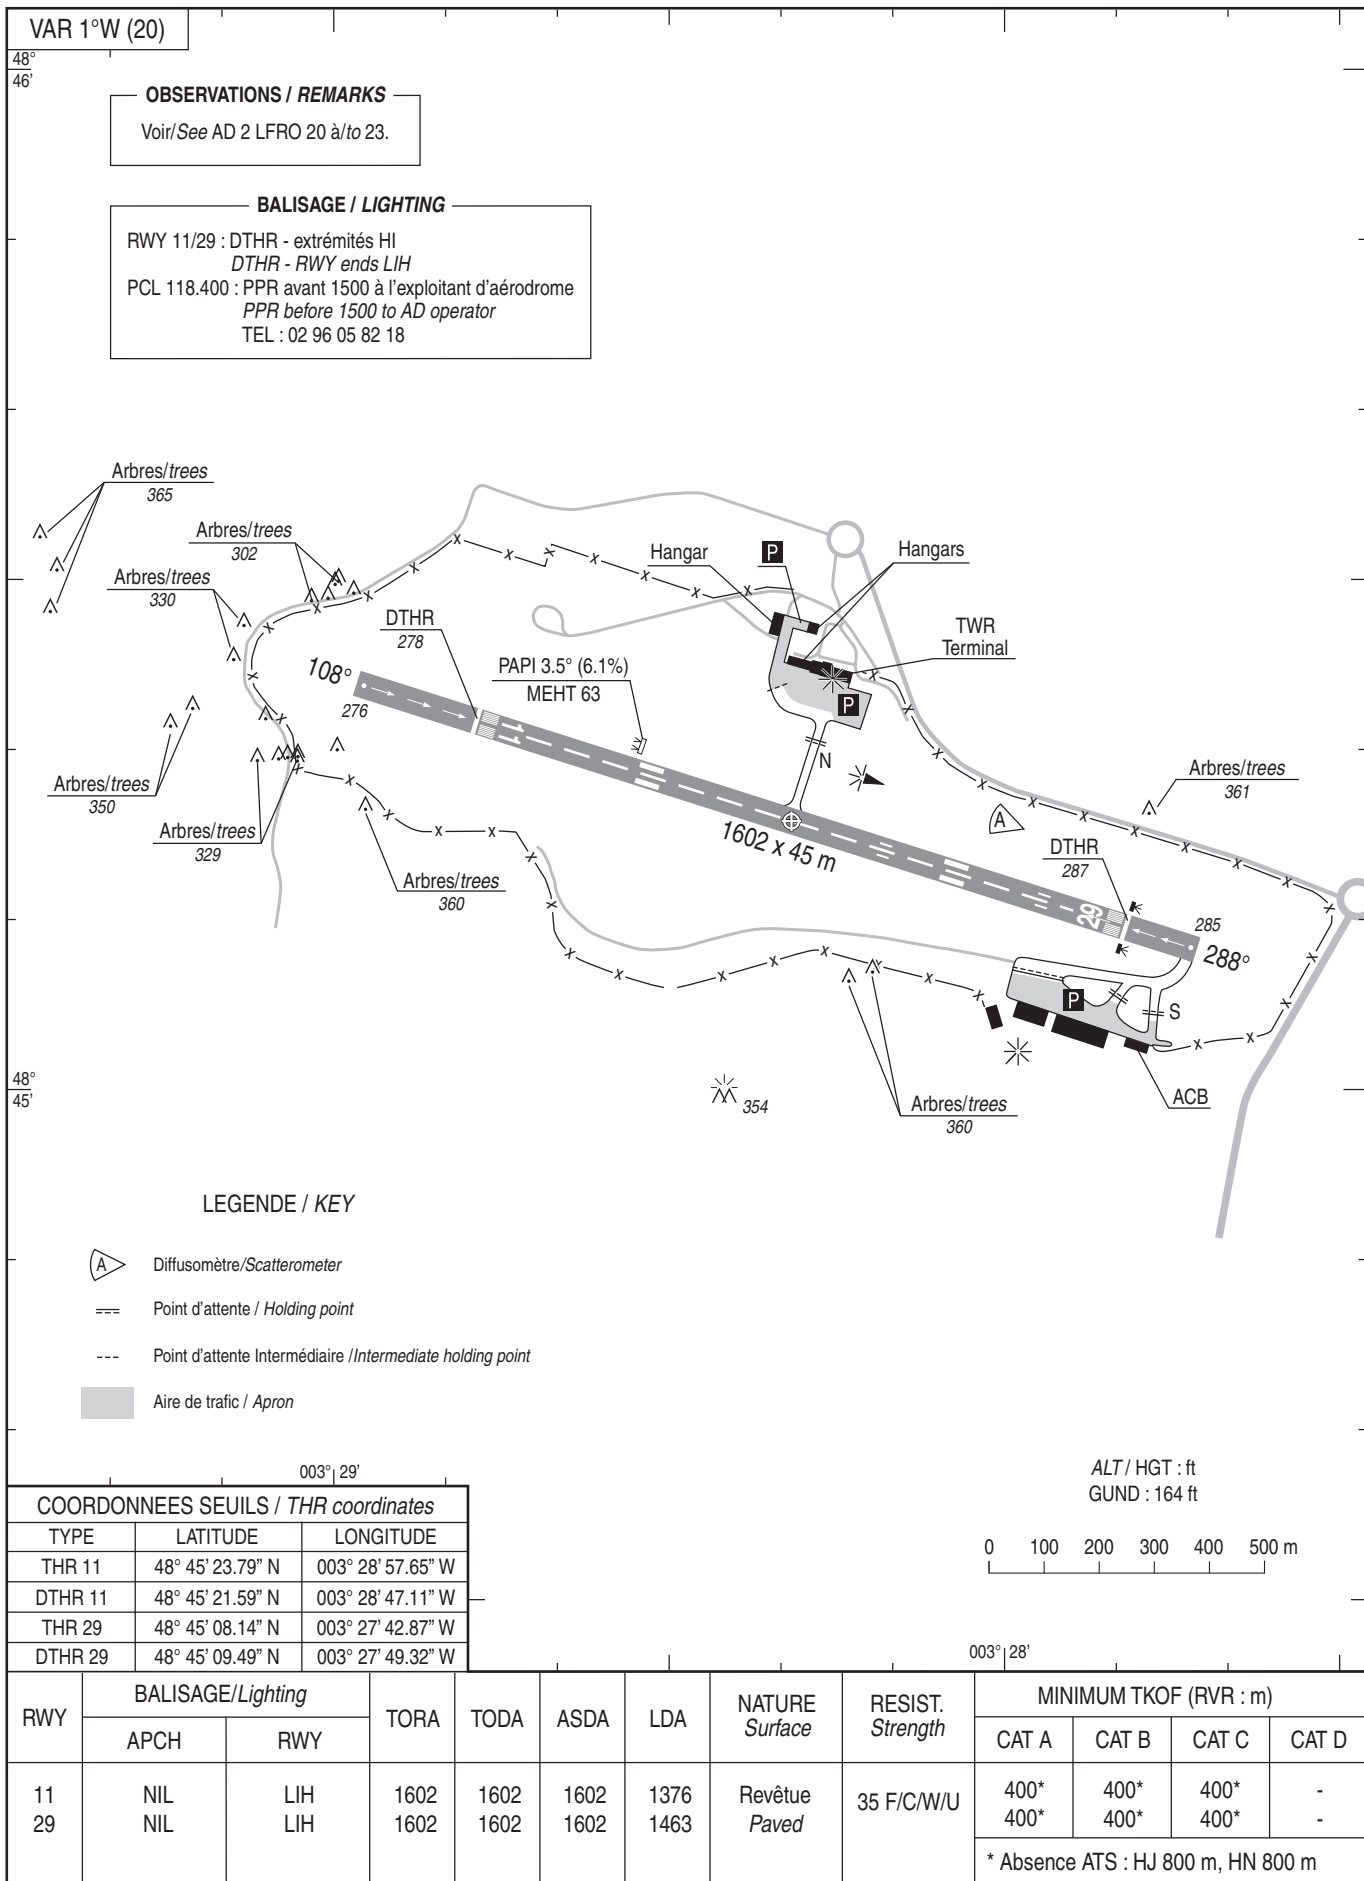 VAR 1°W (20)
48°
46’
OBSERVATIONS / REMARKS
Voir/See AD 2 LFRO 20 à/to 23.
BALISAGE / LIGHTING
RWY 11/29 : DTHR - extrémités HI
DTHR - RWY ends LIH
PCL 118.400 : PPR avant 1500 à l’exploitant d’aérodrome
PPR before 1500 to AD operator
TEL : 02 96 05 82 18
Arbres/trees
365
Arbres/trees
302
Arbres/trees
330
DTHR
278
108°
276
PAPI 3.5° (6.1%)
MEHT 63
Hangar
P
Hangars
TWR
Terminal
P
N
A
Arbres/trees
350
Arbres/trees
329
Arbres/trees
360
11
1602 x 45 m
Arbres/trees
361
DTHR
287
29
285
288°
P
S
ACB
354
Arbres/trees
360
48°
45’
LEGENDE / KEY
A
Diffusomètre/Scatterometer
Point d'attente / Holding point
Point d'attente Intermédiaire /Intermediate holding point
Aire de trafic / Apron
003° 29’
ALT / HGT : ft
GUND : 164 ft
0 100 200 300 400 500 m
003° 28’
COORDONNEES SEUILS / THR coordinates
TYPE LATITUDE LONGITUDE
THR 11 48° 45’ 23.79” N 003° 28’ 57.65” W
DTHR 11 48° 45’ 21.59” N 003° 28’ 47.11” W
THR 29 48° 45’ 08.14” N 003° 27’ 42.87” W
DTHR 29 48° 45’ 09.49” N 003° 27’ 49.32” W
RWY BALISAGE/Lighting TORA TODA ASDA LDA NATURE Surface RESIST. Strength MINIMUM TKOF (RVR : m)
APCH RWY CAT A CAT B CAT C CAT D
11 NIL LIH 1602 1602 1602 1376 Revêtue 35 F/C/W/U 400* 400* 400* -
29 NIL LIH 1602 1602 1602 1463 Paved 400* 400* 400* -
* Absence ATS : HJ 800 m, HN 800 m